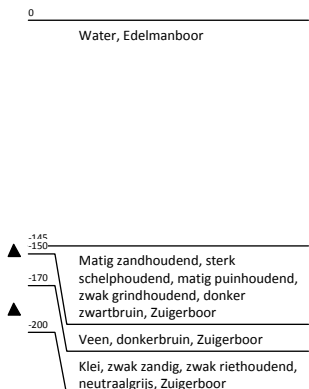 0
Water, Edelmanboor
-145
-150
Matig zandhoudend, sterk
schelphoudend, matig puinhoudend,
zwak grindhoudend, donker
zwartbruin, Zuigerboor
-170
Veen, donkerbruin, Zuigerboor
-200
Klei, zwak zandig, zwak riethoudend,
neutraalgrijs, Zuigerboor